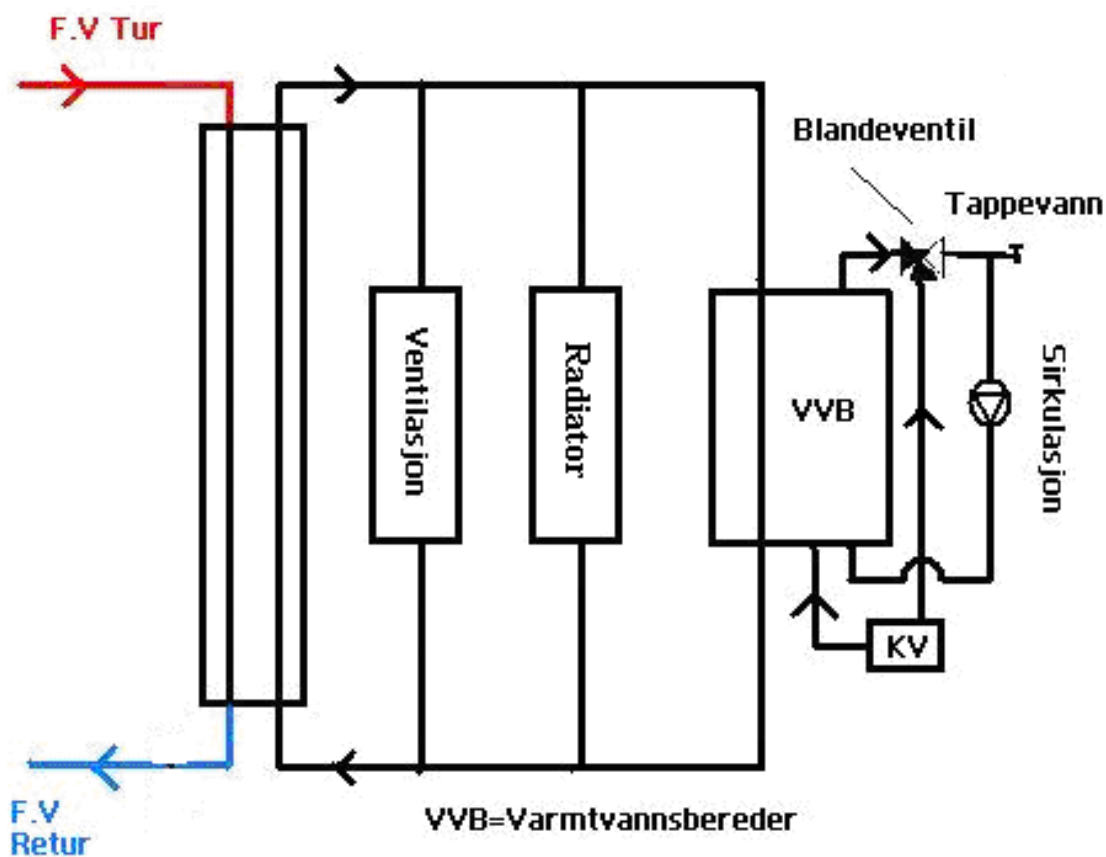 F.V Tur
Blandeventil
Tappevann
Ventilasjon
Radiator
VVB
Sirkulasjon
KV
F.V
Retur
VVB=Varmtvannsbereder